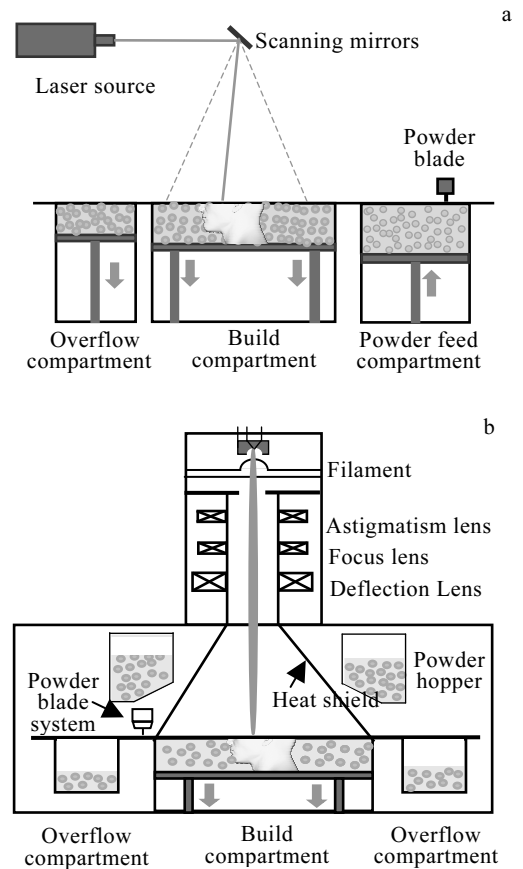 a
Scanning mirrors
Laser source
Powder
blade
Overflow
compartment
Build
compartment
Powder feed
compartment
b
Filament
Astigmatism lens
Focus lens
Deflection Lens
Powder
blade
system
Heat shield
Powder
hopper
Overflow
compartment
Build
compartment
Overflow
compartment